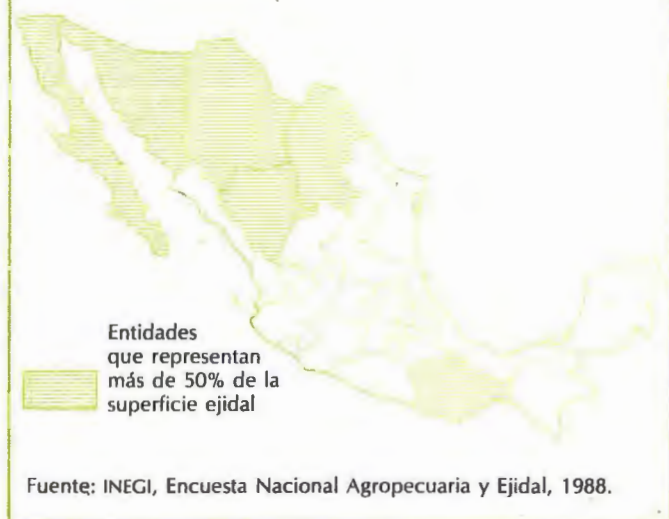 Entidades
que representan
más de 50% de la
superficie ejidal
Fuente: INEGI, Encuesta Nacional Agropecuaria y Ejidal, 1988.